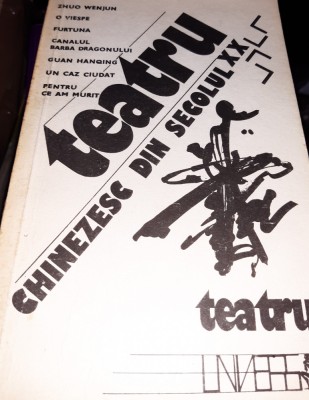 ZHUO WENJUN
O VIESPE
FURTUNA
CANALUL
BARBA DRAGONULUI
GUAN HANQING
UN CAZ CIUDAT
PENTRU
CE AM MURIT
teatru
CHINEZESC DIN SECOLUL XX
teatru